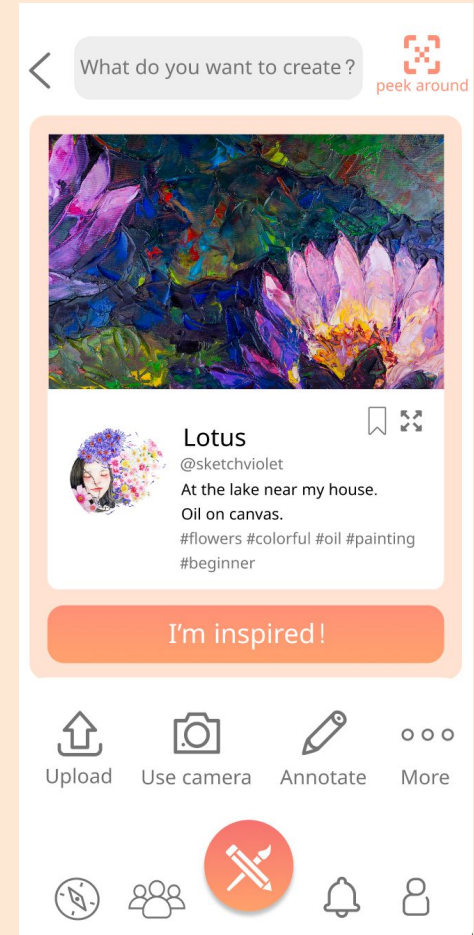 What do you want to create?
peek around
Lotus
@sketchviolet
At the lake near my house.
Oil on canvas.
#flowers #colorful #oil #painting
#beginner
I'm inspired!
Upload
Use camera
Annotate
More